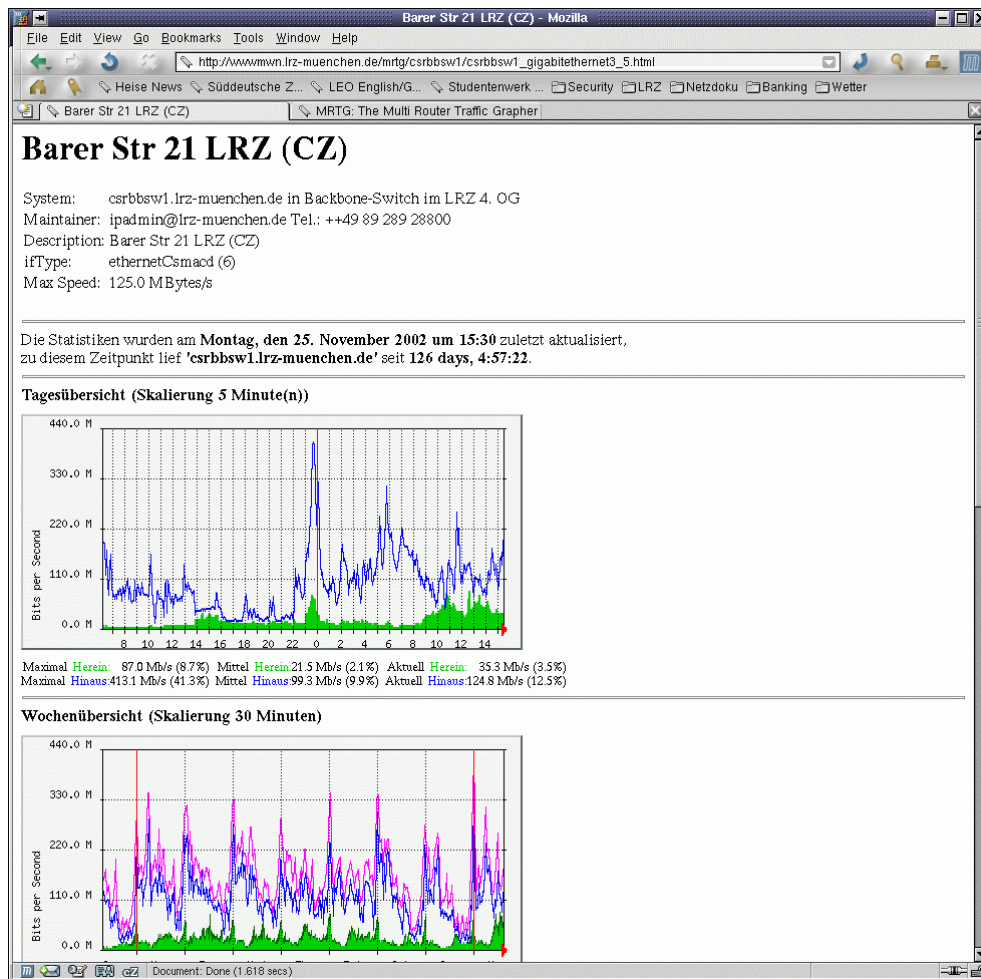 Barer Str 21 LRZ (CZ) - Mozilla
File Edit View Go Bookmarks Tools Window Help
http://wwwmwn.lrz-muenchen.de/mrtg/csrbbsw1/csrbbsw1_gigabitethernet3_5.html
Heise News Süddeutsche Z... LEO English/G... Studentenwerk ... Security LRZ Netzdoku Banking Wetter
Barer Str 21 LRZ (CZ) MRTG: The Multi Router Traffic Grapher
Barer Str 21 LRZ (CZ)
System: csrbbsw1.lrz-muenchen.de in Backbone-Switch im LRZ 4. OG
Maintainer: ipadmin@lrz-muenchen.de Tel.: ++49 89 289 28800
Description: Barer Str 21 LRZ (CZ)
ifType: ethernetCsmacd (6)
Max Speed: 125.0 MBytes/s
Die Statistiken wurden am Montag, den 25. November 2002 um 15:30 zuletzt aktualisiert,
zu diesem Zeitpunkt lief 'csrbbsw1.lrz-muenchen.de' seit 126 days, 4:57:22.
Tagesübersicht (Skalierung 5 Minute(n))
440.0 M
330.0 M
220.0 M
110.0 M
0.0 M
Bits per Second
8 10 12 14 16 18 20 22 0 2 4 6 8 10 12 14
Maximal Herein: 87.0 Mb/s (8.7%) Mittel Herein:21.5 Mb/s (2.1%) Aktuell Herein: 35.3 Mb/s (3.5%)
Maximal Hinaus:413.1 Mb/s (41.3%) Mittel Hinaus:99.3 Mb/s (9.9%) Aktuell Hinaus:124.8 Mb/s (12.5%)
Wochenübersicht (Skalierung 30 Minuten)
440.0 M
330.0 M
220.0 M
110.0 M
0.0 M
Bits per Second
Document: Done (1.618 secs)